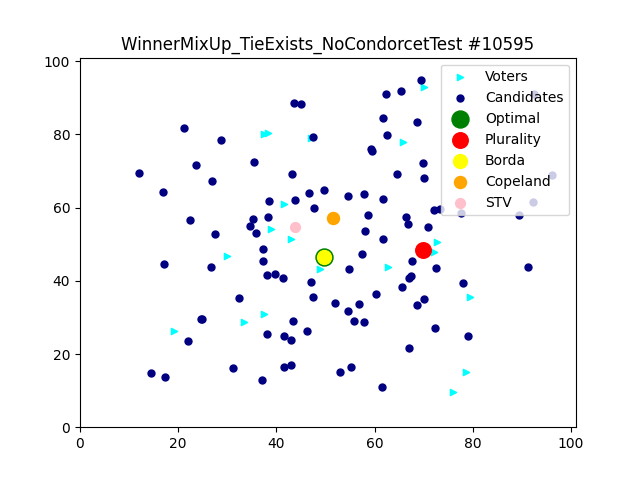 WinnerMixUp_TieExists_NoCondorcetTest #10595
100
80
60
40
20
0
0 20 40 60 80 100
Voters
Candidates
Optimal
Plurality
Borda
Copeland
STV